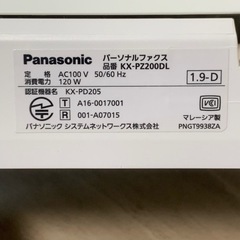 Panasonic パーソナルファクス
品番 KX-PZ200DL
定 格 AC100 V 50/60 Hz
消費電力 120 W
1.9-D
認証機器名 KX-PD205
T A16-0017001
R 001-A07015
VCI
パナソニック システムネットワークス株式会社
マレーシア製
PNGT9938ZA